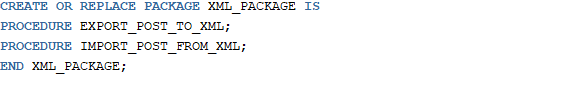 CREATE OR REPLACE PACKAGE XML_PACKAGE IS
PROCEDURE EXPORT_POST_TO_XML;
PROCEDURE IMPORT_POST_FROM_XML;
END XML_PACKAGE;